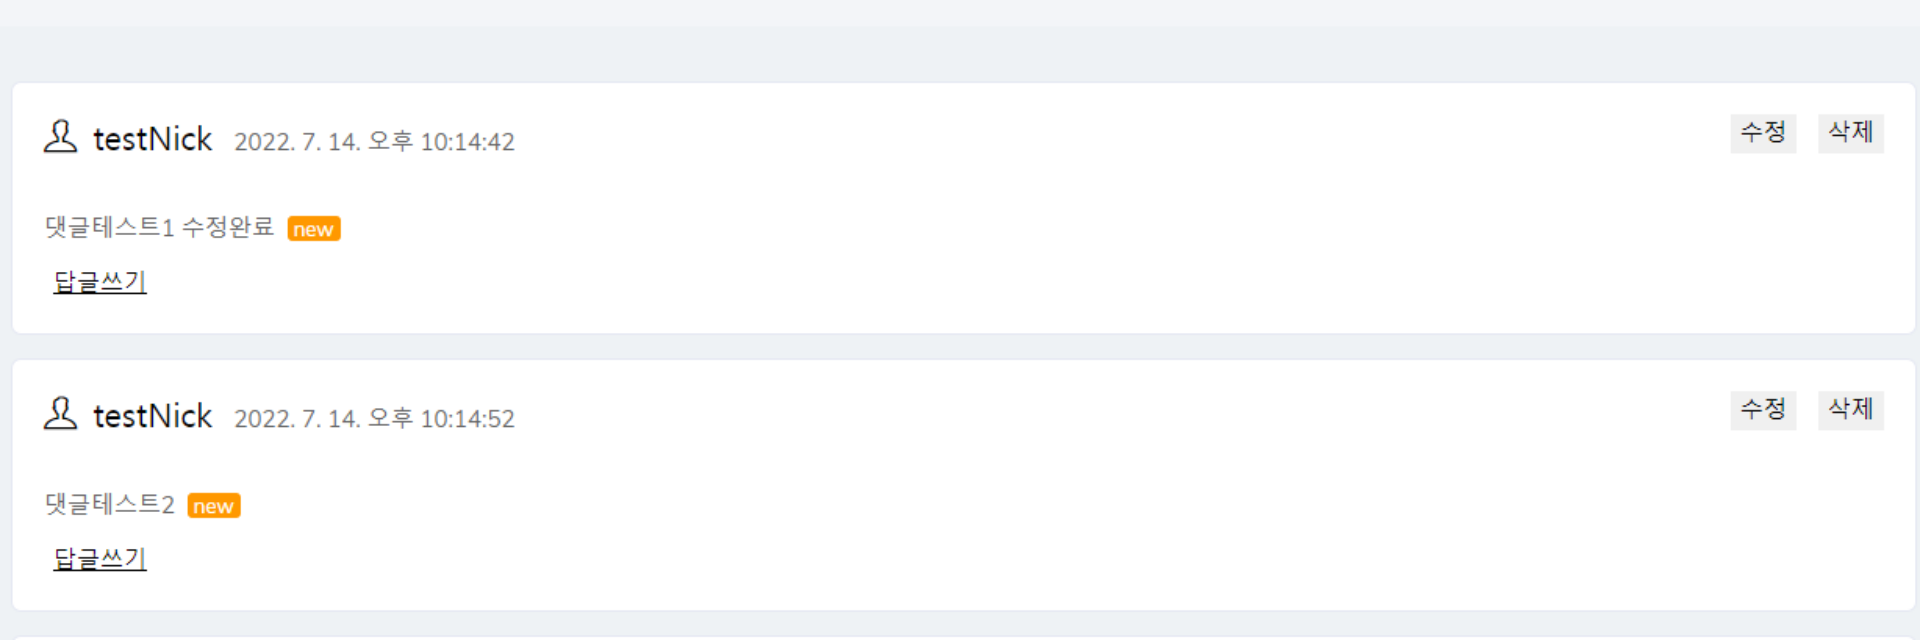 testNick 2022. 7. 14. 오후 10:14:42 수정 삭제
댓글테스트1 수정완료 new
답글쓰기
testNick 2022. 7. 14. 오후 10:14:52 수정 삭제
댓글테스트2 new
답글쓰기